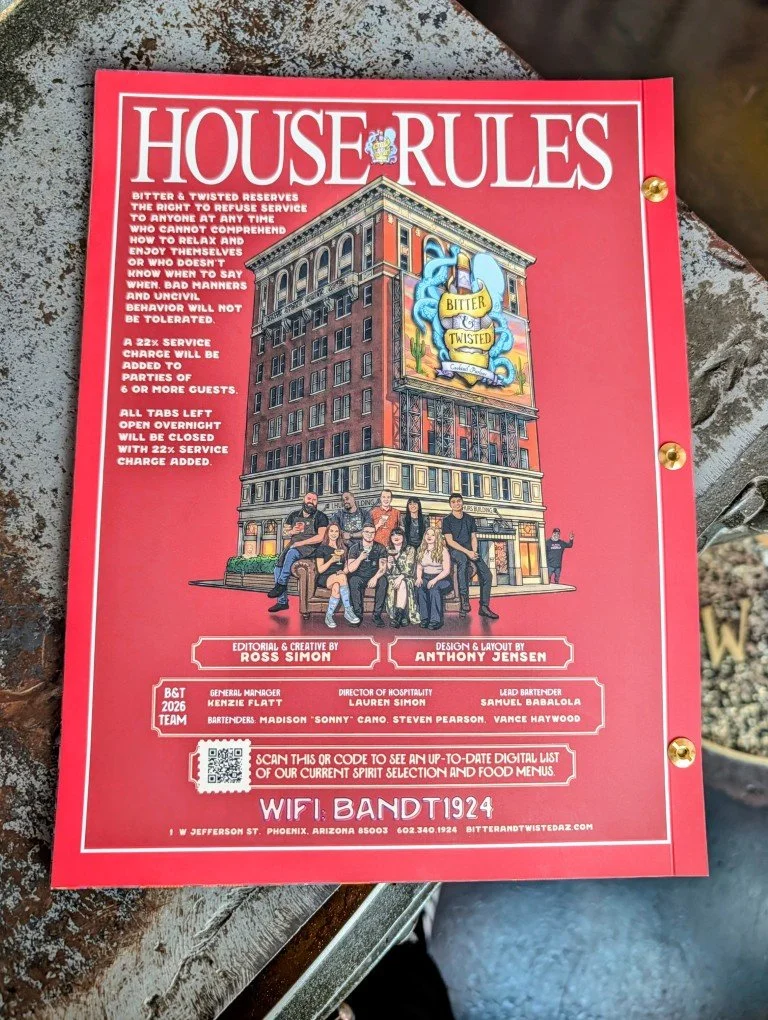 HOUSE RULES
BITTER & TWISTED RESERVES
THE RIGHT TO REFUSE SERVICE
TO ANYONE AT ANY TIME
WHO CANNOT COMPREHEND
HOW TO RELAX AND
ENJOY THEMSELVES
OR WHO DOESN'T
KNOW WHEN TO SAY
WHEN. BAD MANNERS
AND UNCIVIL
BEHAVIOR WILL NOT
BE TOLERATED.
A 22% SERVICE
CHARGE WILL BE
ADDED TO
PARTIES OF
6 OR MORE GUESTS.
ALL TABS LEFT
OPEN OVERNIGHT
WILL BE CLOSED
WITH 22% SERVICE
CHARGE ADDED.
BITTER
&
TWISTED
Cocktail Parlour
BUILDING
BUILDING
EDITORIAL & CREATIVE BY
ROSS SIMON
DESIGN & LAYOUT BY
ANTHONY JENSEN
B&T
2026
TEAM
GENERAL MANAGER
KENZIE FLATT
DIRECTOR OF HOSPITALITY
LAUREN SIMON
LEAD BARTENDER
SAMUEL BABALOLA
BARTENDERS: MADISON "SONNY" CANO, STEVEN PEARSON, VANCE HAYWOOD
SCAN THIS QR CODE TO SEE AN UP-TO-DATE DIGITAL LIST
OF OUR CURRENT SPIRIT SELECTION AND FOOD MENUS.
WIFI: BANDT1924
1 W JEFFERSON ST. PHOENIX, ARIZONA 85003 602.340.1924 BITTERANDTWISTEDAZ.COM
W